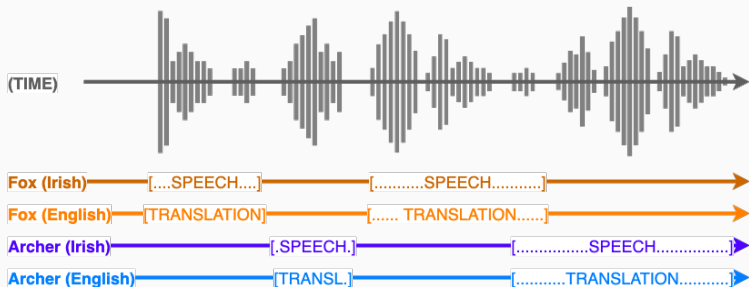 (TIME)
Fox (Irish) [....SPEECH....] [...........SPEECH...........]
Fox (English) [TRANSLATION] [...... TRANSLATION......]
Archer (Irish) [.SPEECH.] [................SPEECH................]
Archer (English) [TRANSL.] [...........TRANSLATION...........]